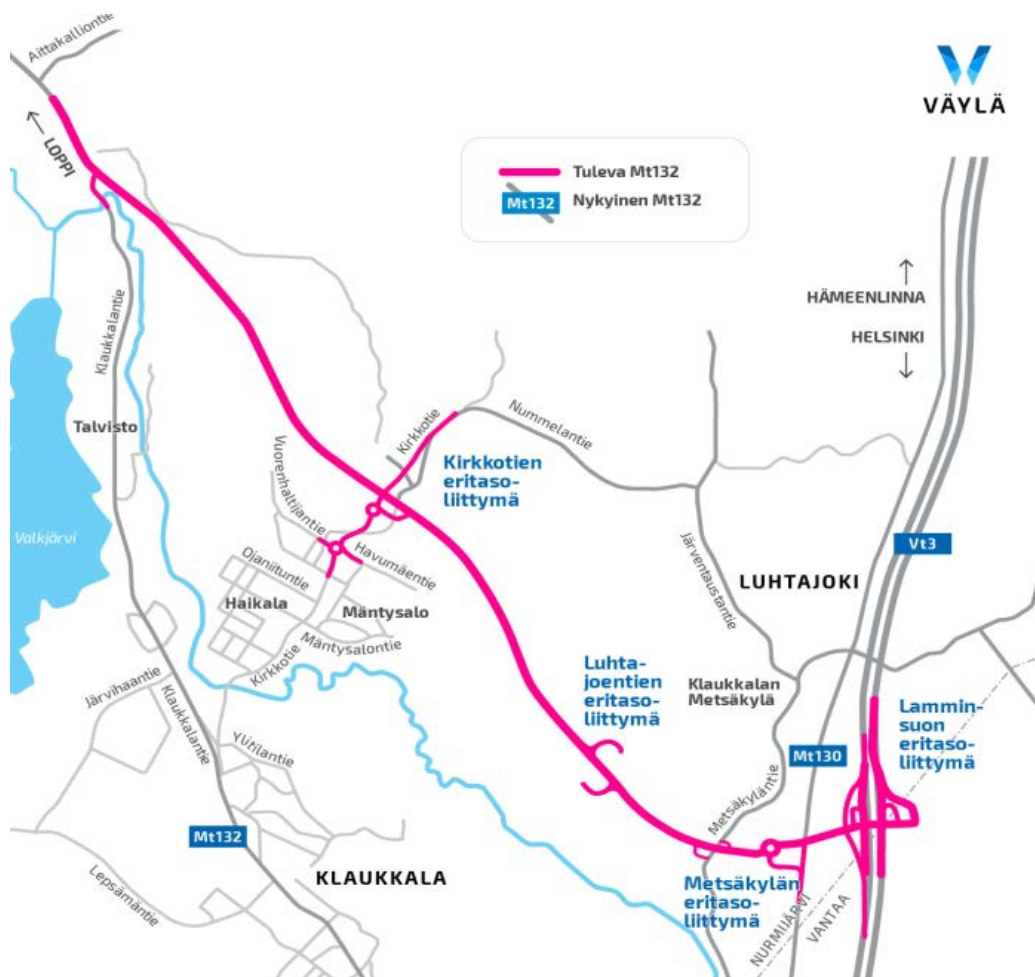 Aittakalliontie
VÄYLÄ
LOPPI
Tuleva Mt132
Mt132
Nykyinen Mt132
HÄMEENLINNA
HELSINKI
Klaukkalantie
Talvisto
Kirkkotie
Nummelantie
Kirkkotien
eritaso-
liittymä
Vuorenhaltijantie
Valkjärvi
Vt3
Havumäentie
Ojaniituntie
Järventaustantie
LUHTAJOKI
Haikala
Mäntysalo
Mäntysalontie
Kirkkotie
Luhta-
joentien
eritaso-
liittymä
Klaukkalan
Metsäkylä
Järvihaantie
Klaukkalantie
Lammin-
suon
eritaso-
liittymä
Ylitilantie
Mt130
Metsäkyläntie
Mt132
Lepsämäntie
KLAUKKALA
Metsäkylän
eritaso-
liittymä
NURMIJÄRVI
VANTAA